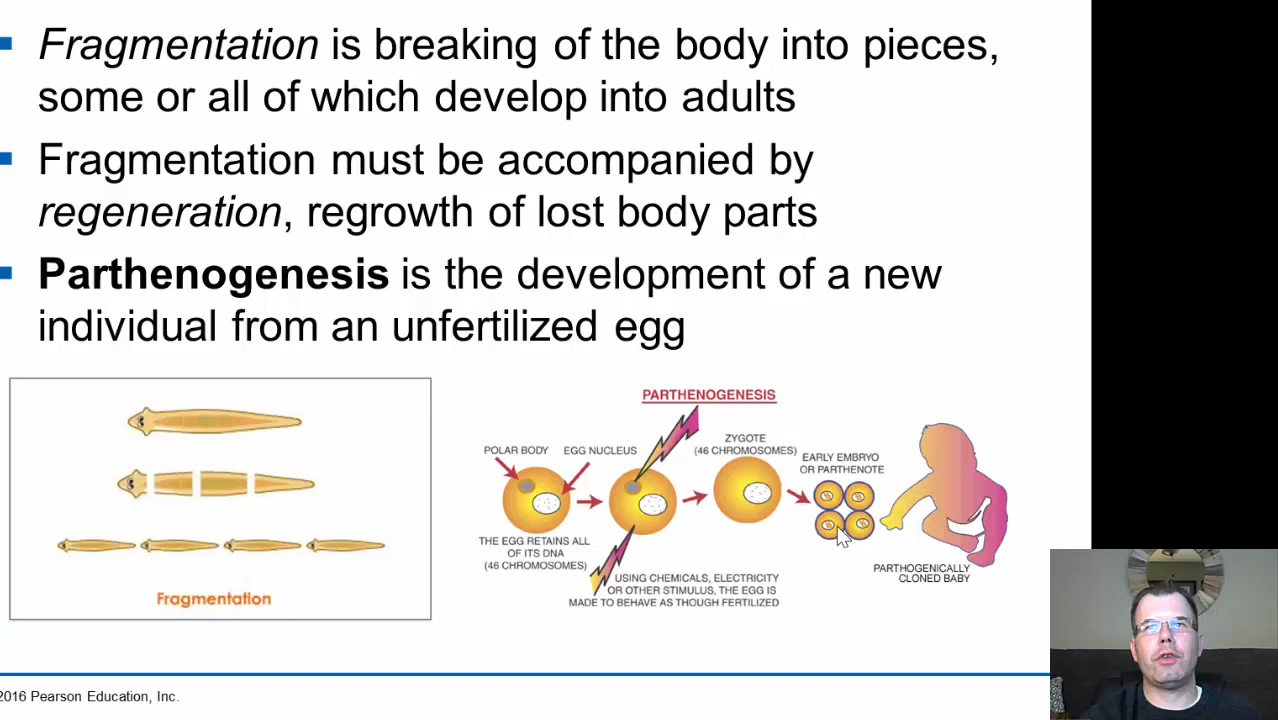 Fragmentation is breaking of the body into pieces,
some or all of which develop into adults
Fragmentation must be accompanied by
regeneration, regrowth of lost body parts
Parthenogenesis is the development of a new
individual from an unfertilized egg
Fragmentation
PARTHENOGENESIS
POLAR BODY
EGG NUCLEUS
ZYGOTE
(46 CHROMOSOMES)
EARLY EMBRYO
OR PARTHENOTE
THE EGG RETAINS ALL
OF ITS DNA
(46 CHROMOSOMES)
USING CHEMICALS, ELECTRICITY
OR OTHER STIMULUS, THE EGG IS
MADE TO BEHAVE AS THOUGH FERTILIZED
PARTHOGENICALLY
CLONED BABY
2016 Pearson Education, Inc.